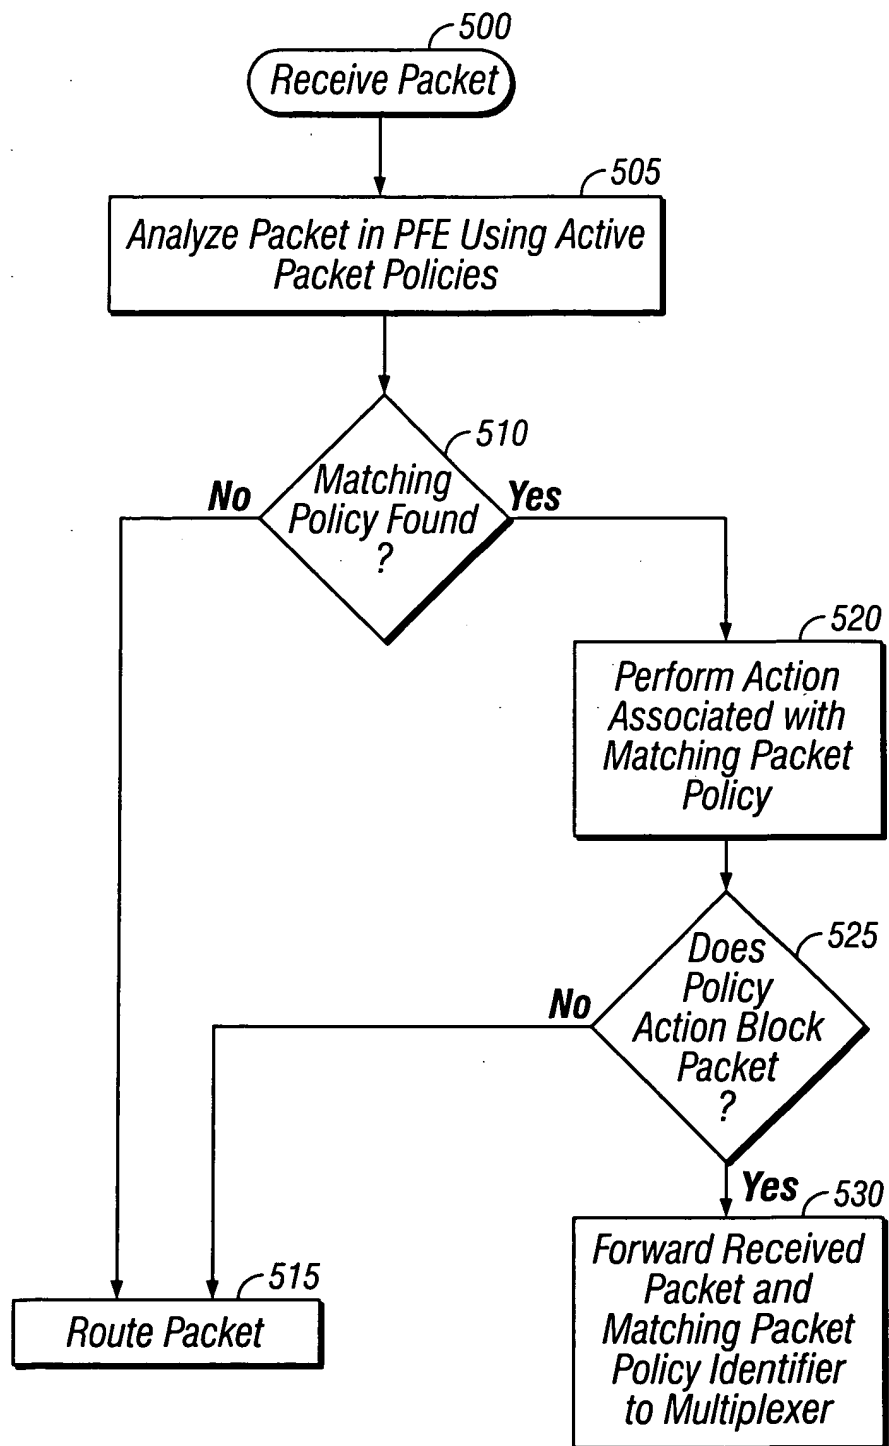 500
Receive Packet
505
Analyze Packet in PFE Using Active
Packet Policies
510
Matching
Policy Found
?
No
Yes
520
Perform Action
Associated with
Matching Packet
Policy
525
Does
Policy
Action Block
Packet
?
No
Yes
530
Forward Received
Packet and
Matching Packet
Policy Identifier
to Multiplexer
515
Route Packet